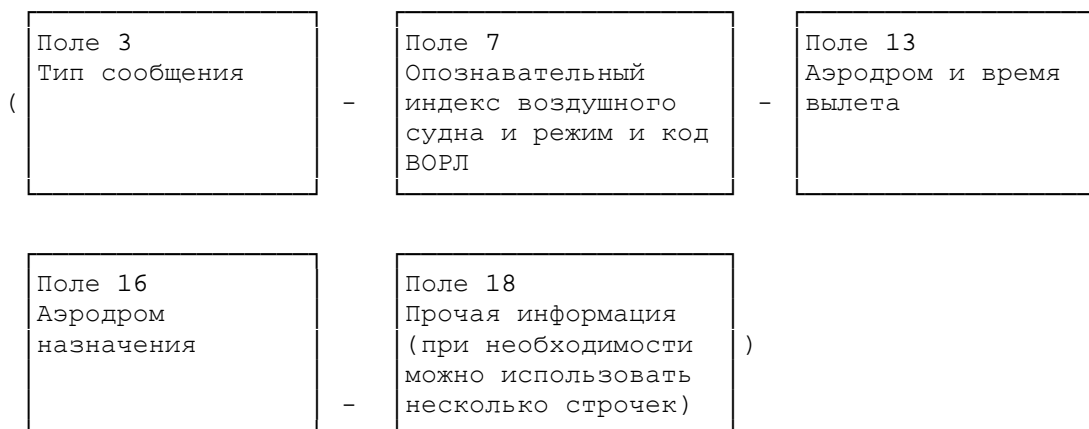 Поле 3 Поле 7 Поле 13
Тип сообщения Опознавательный Аэродром и время
( - индекс воздушного - вылета
судна и режим и код
ВОРЛ
Поле 16 Поле 18
Аэродром Прочая информация
назначения (при необходимости )
можно использовать
- несколько строчек)